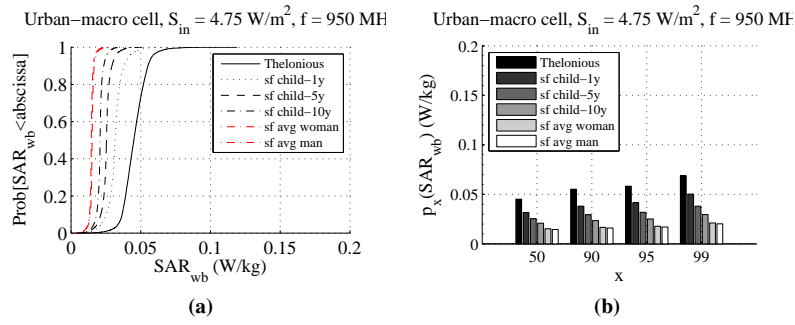 Urban−macro cell, S_in = 4.75 W/m², f = 950 MH
Prob[SAR_wb<abscissa]
1
0.8
0.6
0.4
0.2
0
0 0.05 0.1 0.15 0.2
SAR_wb (W/kg)
Thelonious
sf child−1y
sf child−5y
sf child−10y
sf avg woman
sf avg man
(a)
Urban−macro cell, S_in = 4.75 W/m², f = 950 MH
p_x(SAR_wb) (W/kg)
0.2
0.15
0.1
0.05
0
50 90 95 99
x
Thelonious
sf child−1y
sf child−5y
sf child−10y
sf avg woman
sf avg man
(b)